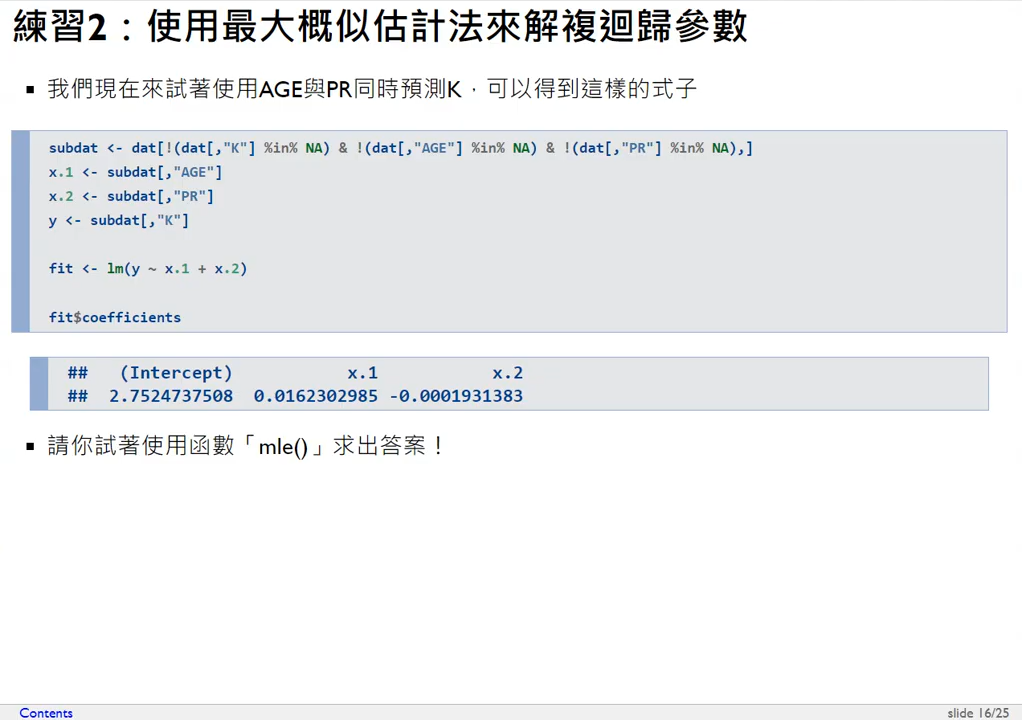 練習2：使用最大概似估計法來解複迴歸參數
我們現在來試著使用AGE與PR同時預測K，可以得到這樣的式子
subdat <- dat[!(dat[,"K"] %in% NA) & !(dat[,"AGE"] %in% NA) & !(dat[,"PR"] %in% NA),]
x.1 <- subdat[,"AGE"]
x.2 <- subdat[,"PR"]
y <- subdat[,"K"]
fit <- lm(y ~ x.1 + x.2)
fit$coefficients
## (Intercept) x.1 x.2
## 2.7524737508 0.0162302985 -0.0001931383
請你試著使用函數「mle()」求出答案！
Contents
slide 16/25